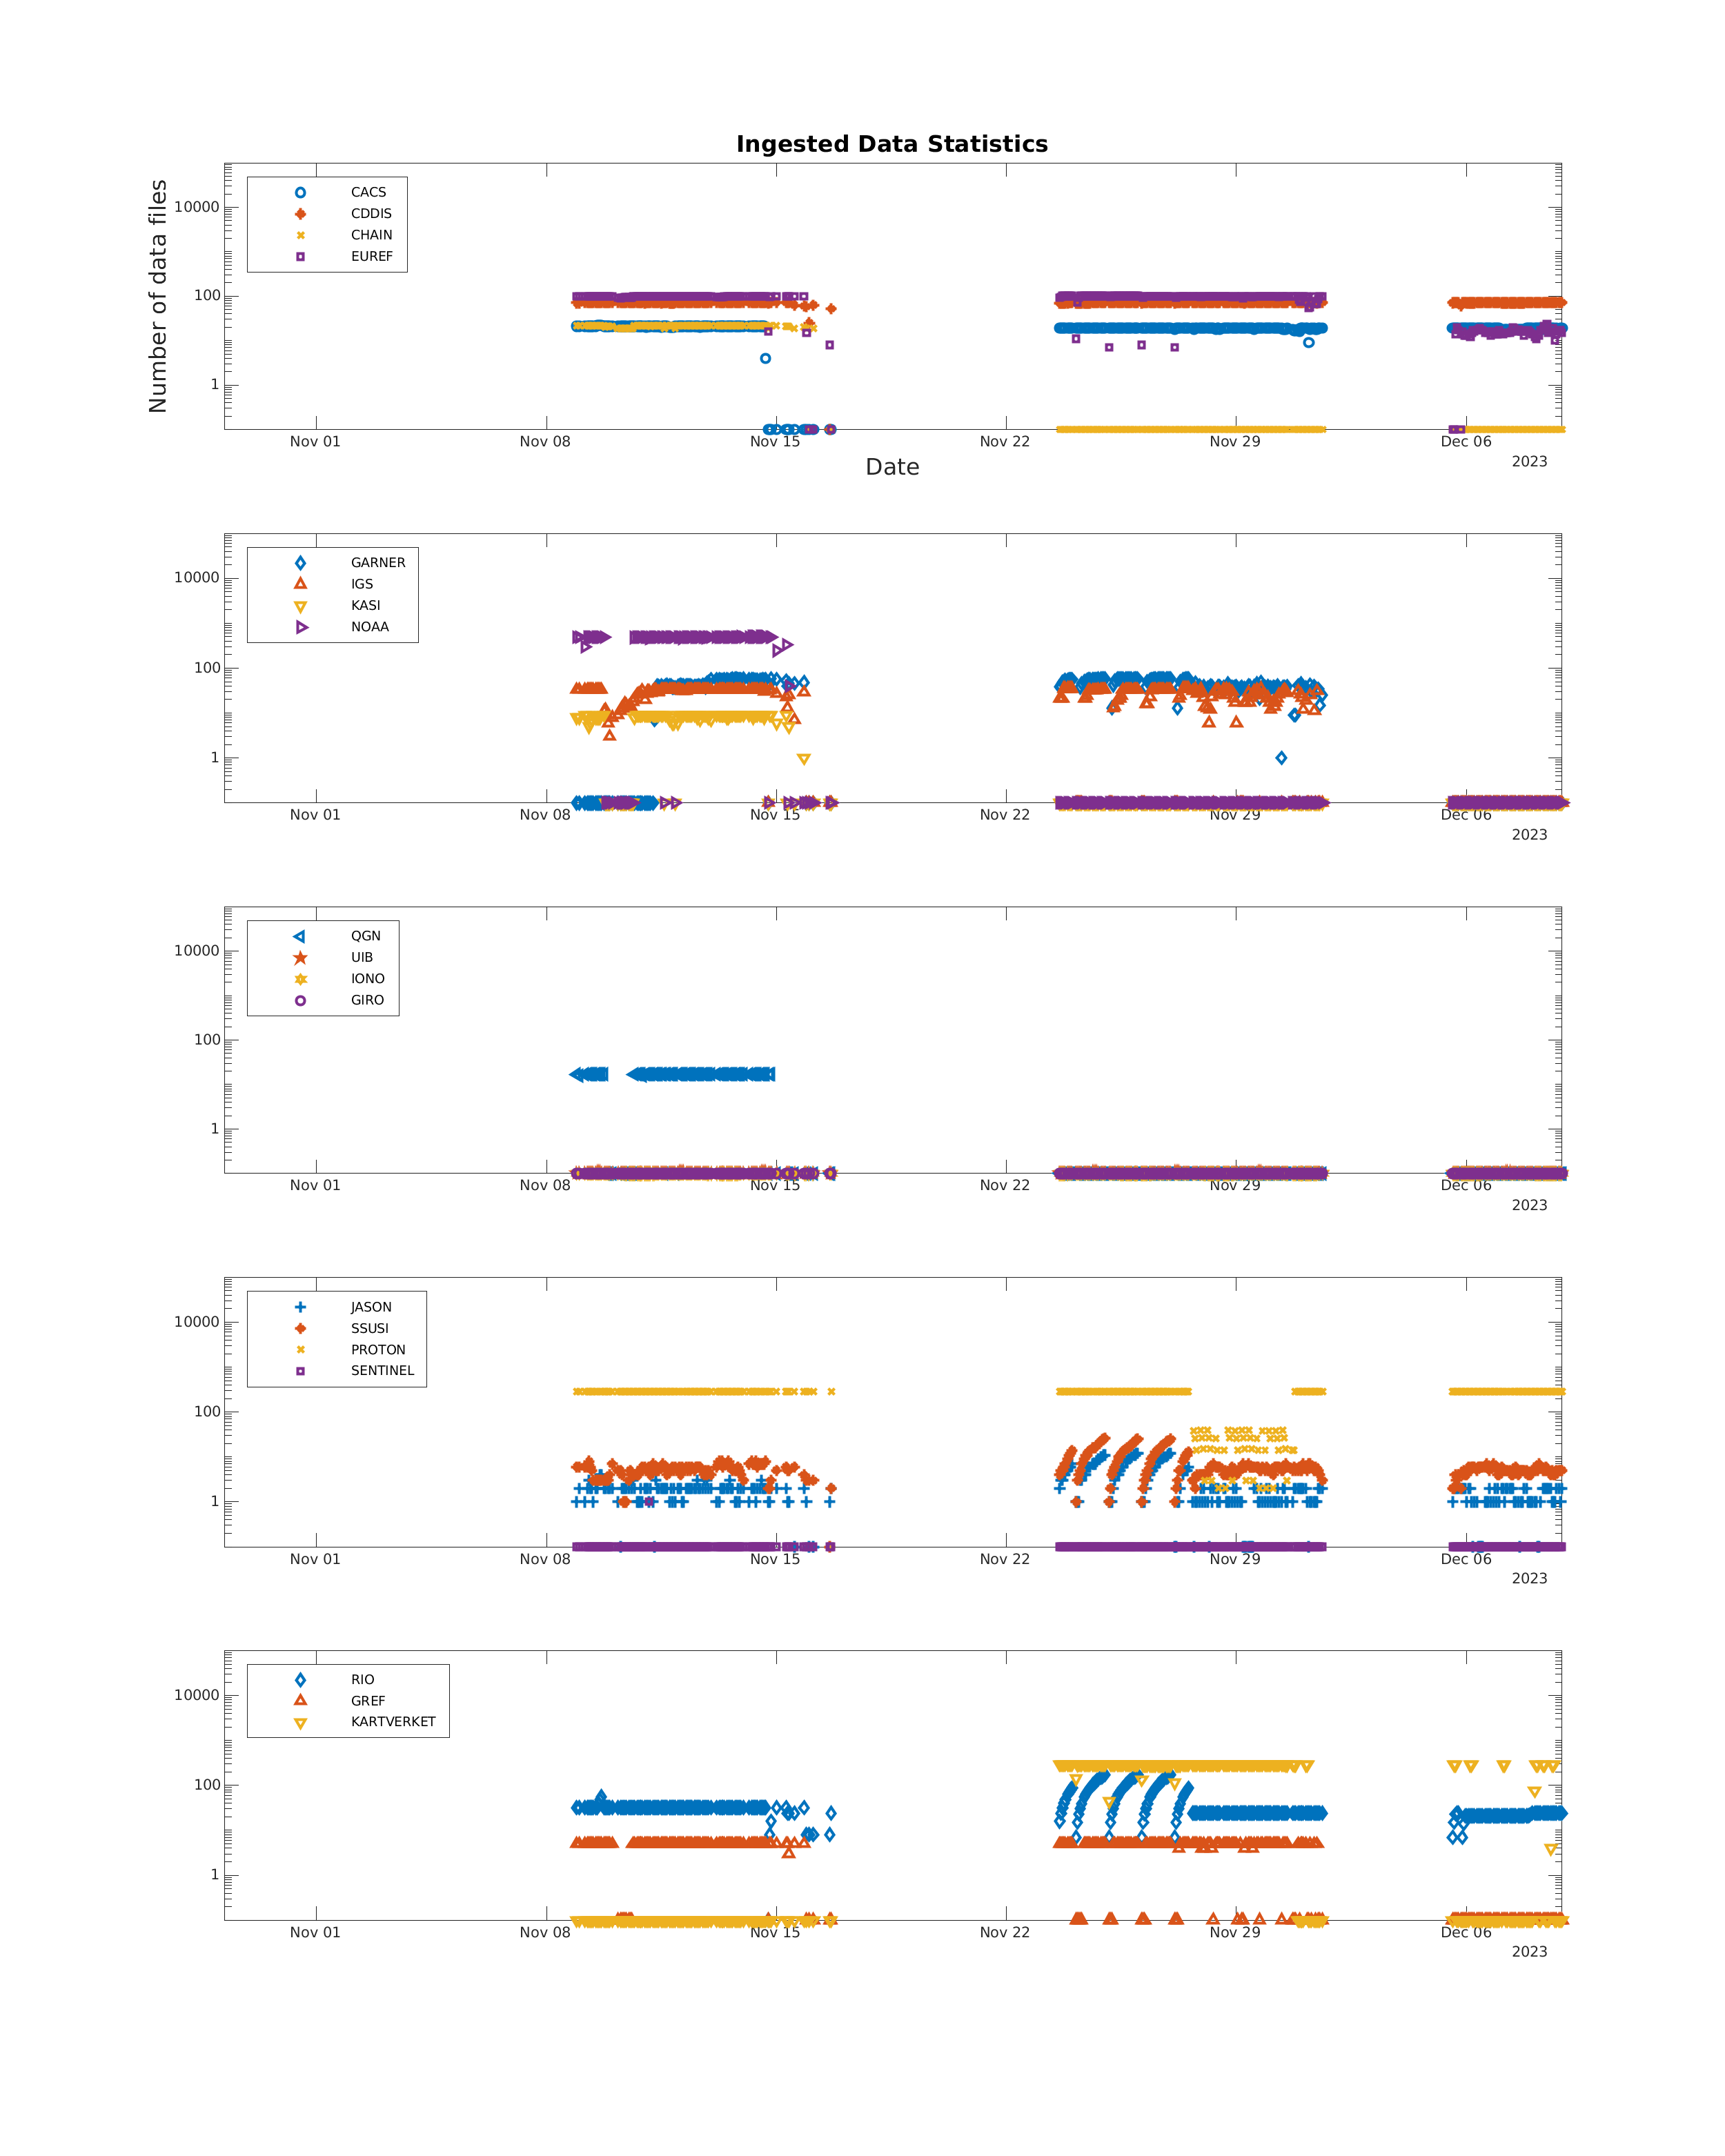 Ingested Data Statistics
Number of data files
10000
100
1
CACS
CDDIS
CHAIN
EUREF
Nov 01 Nov 08 Nov 15 Nov 22 Nov 29 Dec 06
2023
Date
10000
100
1
GARNER
IGS
KASI
NOAA
Nov 01 Nov 08 Nov 15 Nov 22 Nov 29 Dec 06
2023
10000
100
1
QGN
UIB
IONO
GIRO
Nov 01 Nov 08 Nov 15 Nov 22 Nov 29 Dec 06
2023
10000
100
1
JASON
SSUSI
PROTON
SENTINEL
Nov 01 Nov 08 Nov 15 Nov 22 Nov 29 Dec 06
2023
10000
100
1
RIO
GREF
KARTVERKET
Nov 01 Nov 08 Nov 15 Nov 22 Nov 29 Dec 06
2023